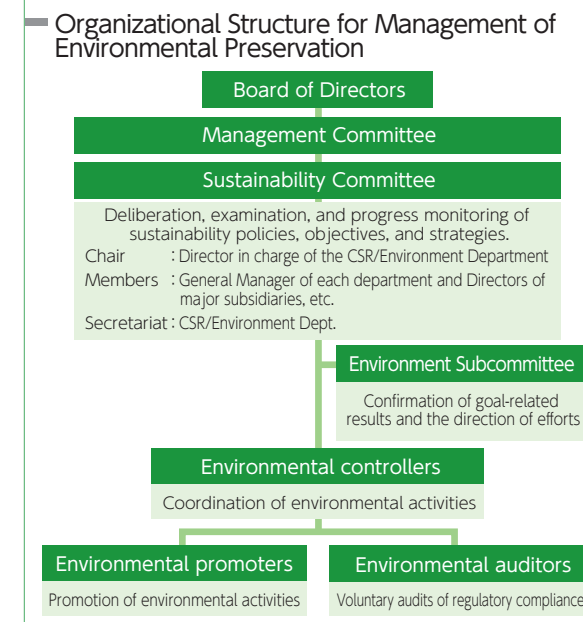 Organizational Structure for Management of
Environmental Preservation
Board of Directors
Management Committee
Sustainability Committee
Deliberation, examination, and progress monitoring of
sustainability policies, objectives, and strategies.
Chair : Director in charge of the CSR/Environment Department
Members : General Manager of each department and Directors of
major subsidiaries, etc.
Secretariat : CSR/Environment Dept.
Environment Subcommittee
Confirmation of goal-related
results and the direction of efforts
Environmental controllers
Coordination of environmental activities
Environmental promoters
Promotion of environmental activities
Environmental auditors
Voluntary audits of regulatory compliance